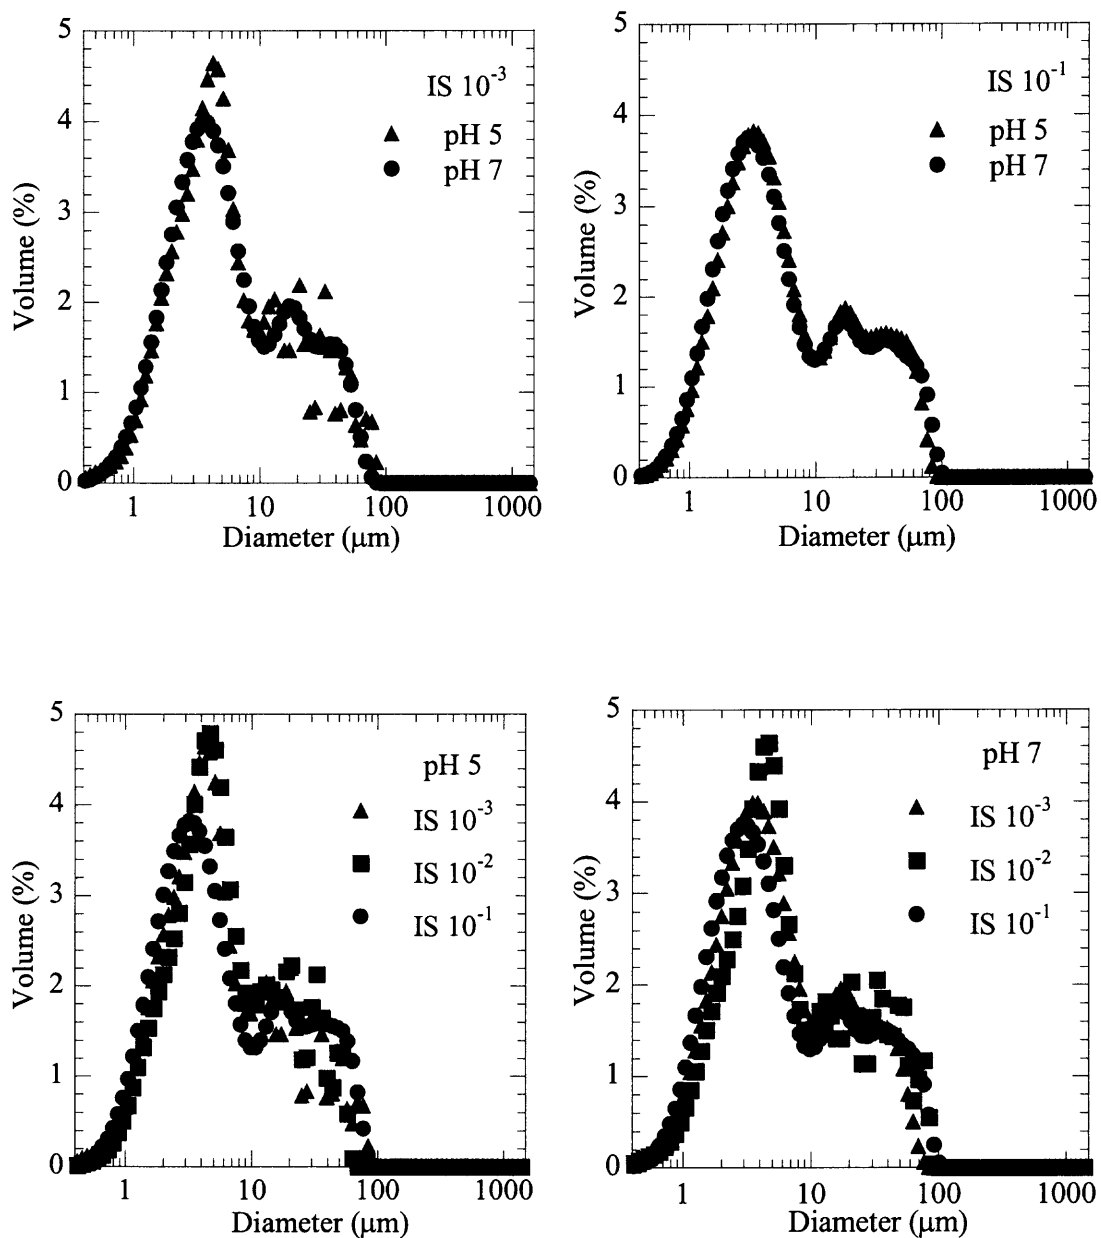 5
4
3
2
1
0
Volume (%)
IS 10⁻³
pH 5
pH 7
1 10 100 1000
Diameter (μm)
5
4
3
2
1
0
Volume (%)
IS 10⁻¹
pH 5
pH 7
1 10 100 1000
Diameter (μm)
5
4
3
2
1
0
Volume (%)
pH 5
IS 10⁻³
IS 10⁻²
IS 10⁻¹
1 10 100 1000
Diameter (μm)
5
4
3
2
1
0
Volume (%)
pH 7
IS 10⁻³
IS 10⁻²
IS 10⁻¹
1 10 100 1000
Diameter (μm)